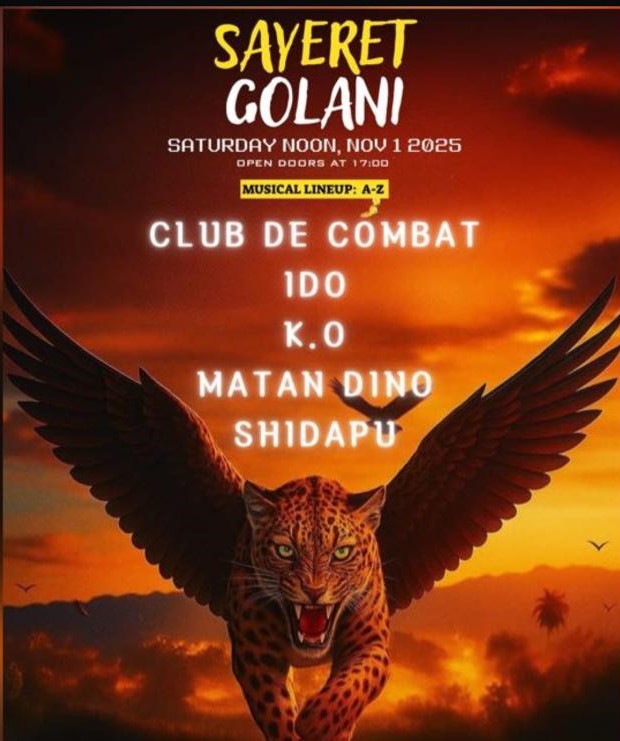 SAYERET
GOLANI
SATURDAY NOON, NOV 1 2025
OPEN DOORS AT 17:00
MUSICAL LINEUP: A-Z
CLUB DE COMBAT
IDO
K.O
MATAN DINO
SHIDAPU